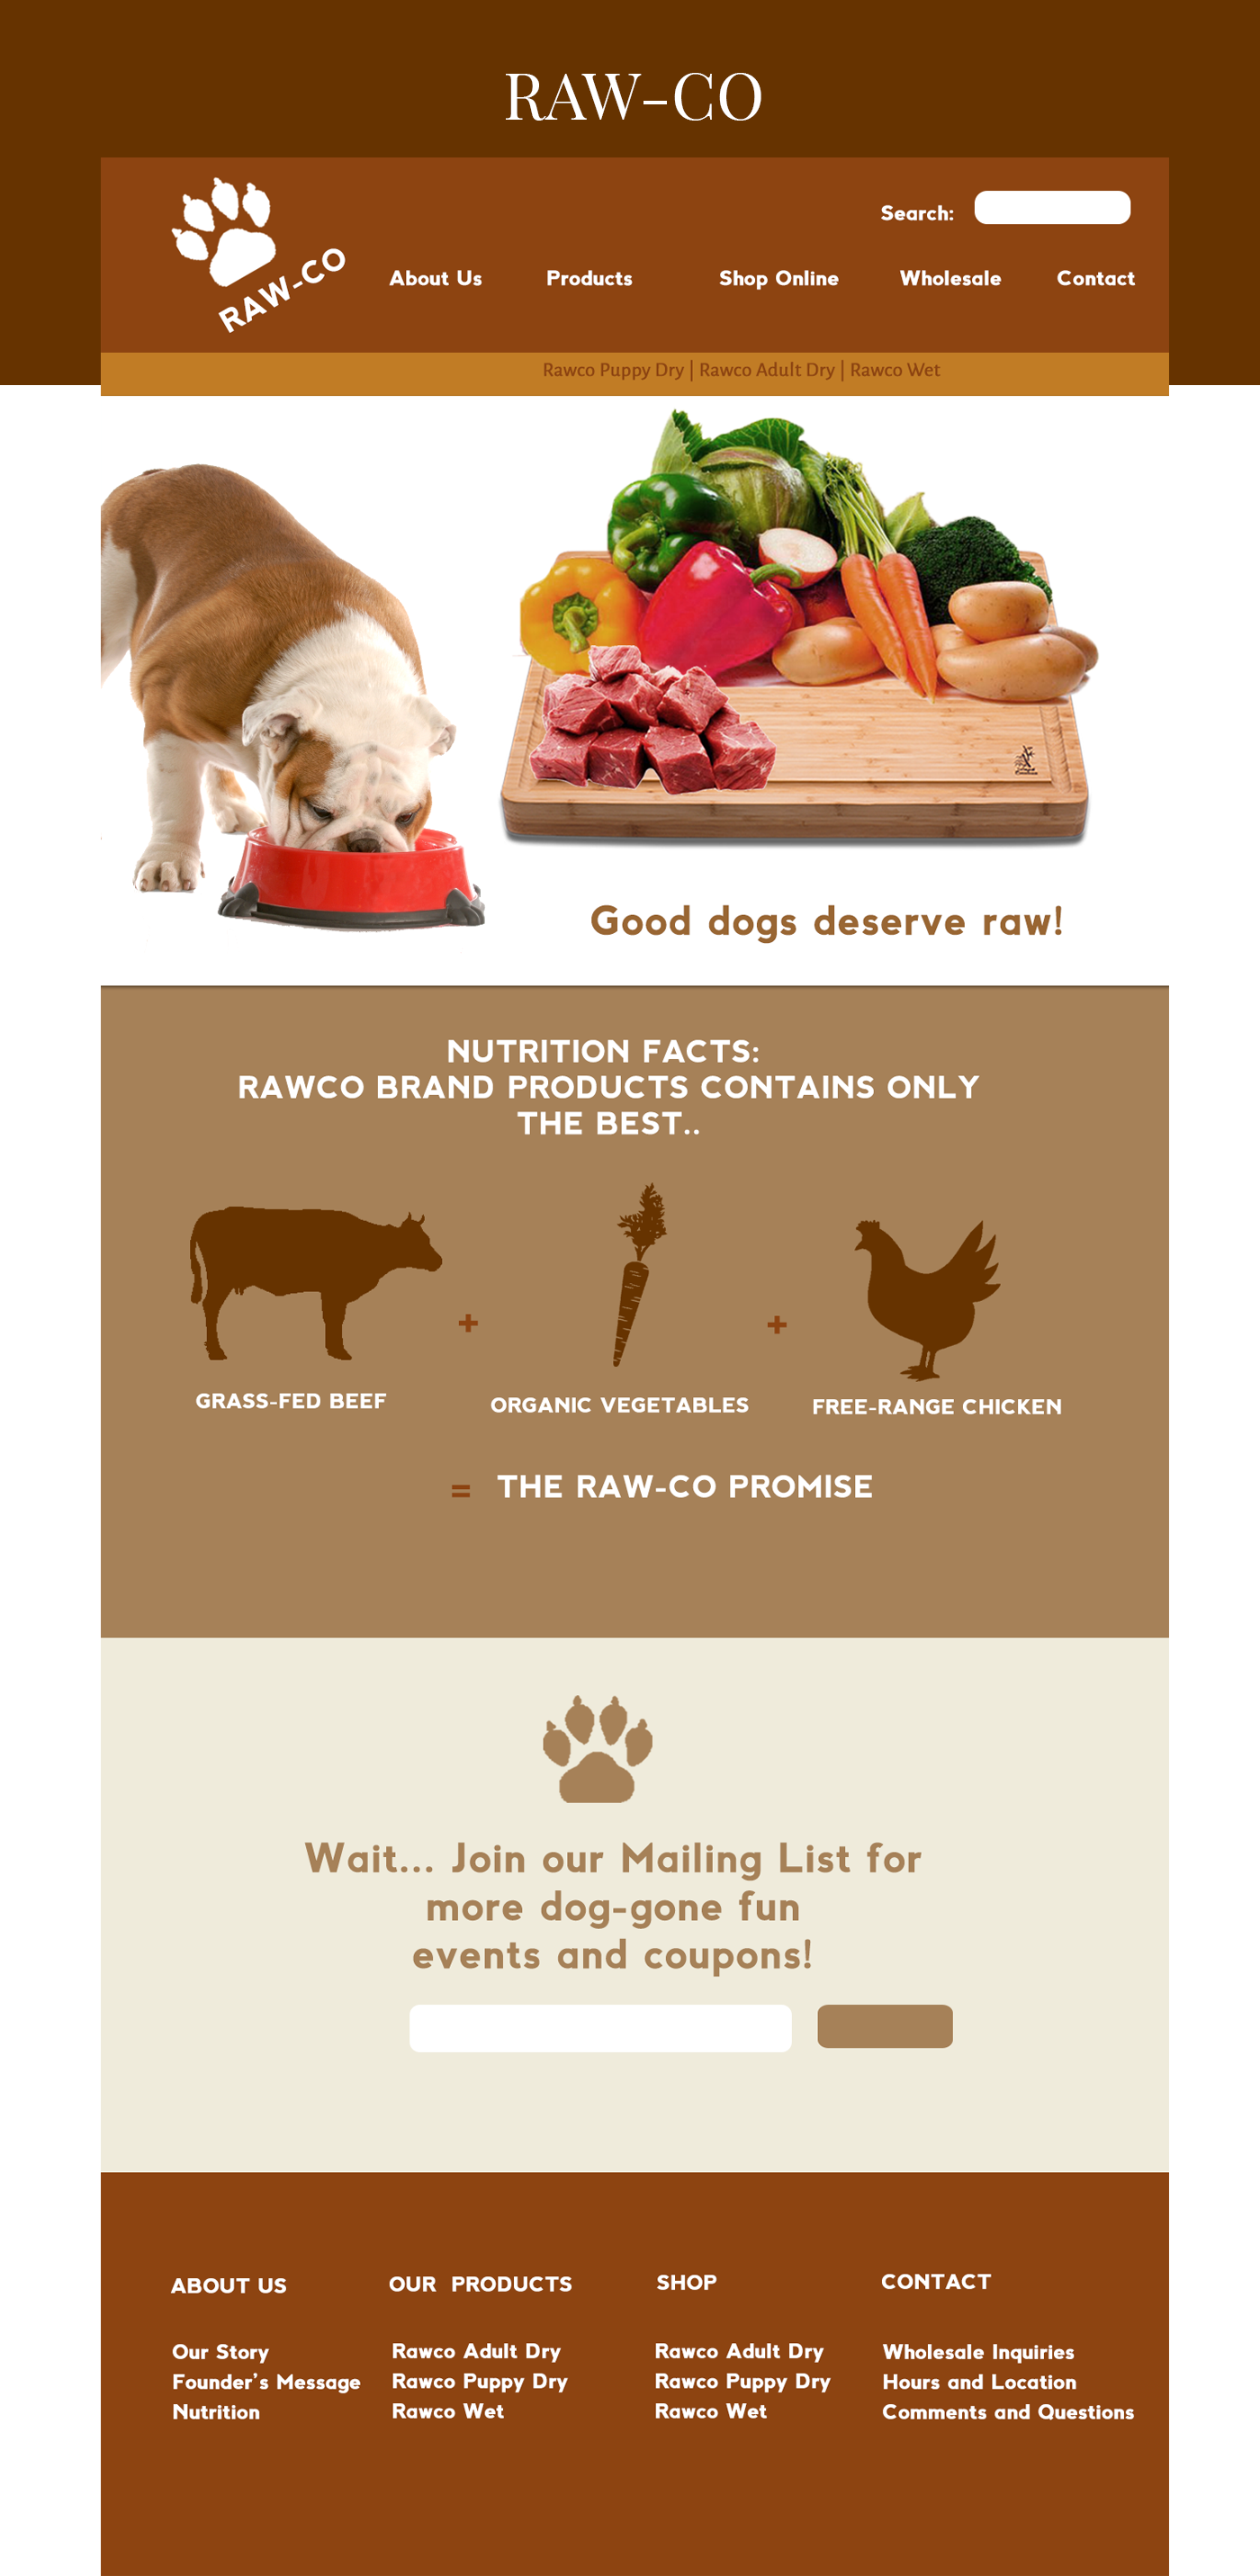 RAW-CO
RAW-CO
Search:
About Us Products Shop Online Wholesale Contact
Rawco Puppy Dry | Rawco Adult Dry | Rawco Wet
Good dogs deserve raw!
NUTRITION FACTS:
RAWCO BRAND PRODUCTS CONTAINS ONLY
THE BEST..
+ +
GRASS-FED BEEF ORGANIC VEGETABLES FREE-RANGE CHICKEN
= THE RAW-CO PROMISE
Wait... Join our Mailing List for
more dog-gone fun
events and coupons!
ABOUT US OUR PRODUCTS SHOP CONTACT
Our Story Rawco Adult Dry Rawco Adult Dry Wholesale Inquiries
Founder's Message Rawco Puppy Dry Rawco Puppy Dry Hours and Location
Nutrition Rawco Wet Rawco Wet Comments and Questions